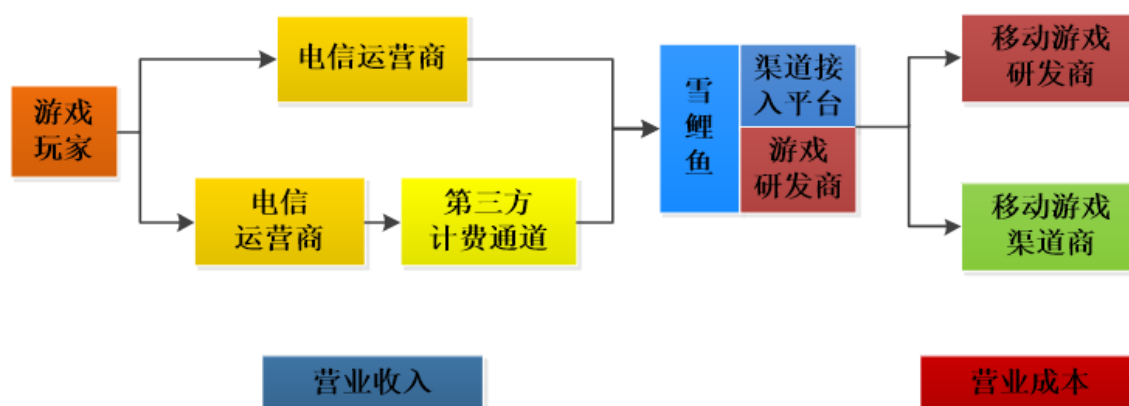 游戏
玩家
电信运营商
电信
运营商
第三方
计费通道
雪
鲤
鱼
渠道接
入平台
游戏
研发商
移动游戏
研发商
移动游戏
渠道商
营业收入
营业成本